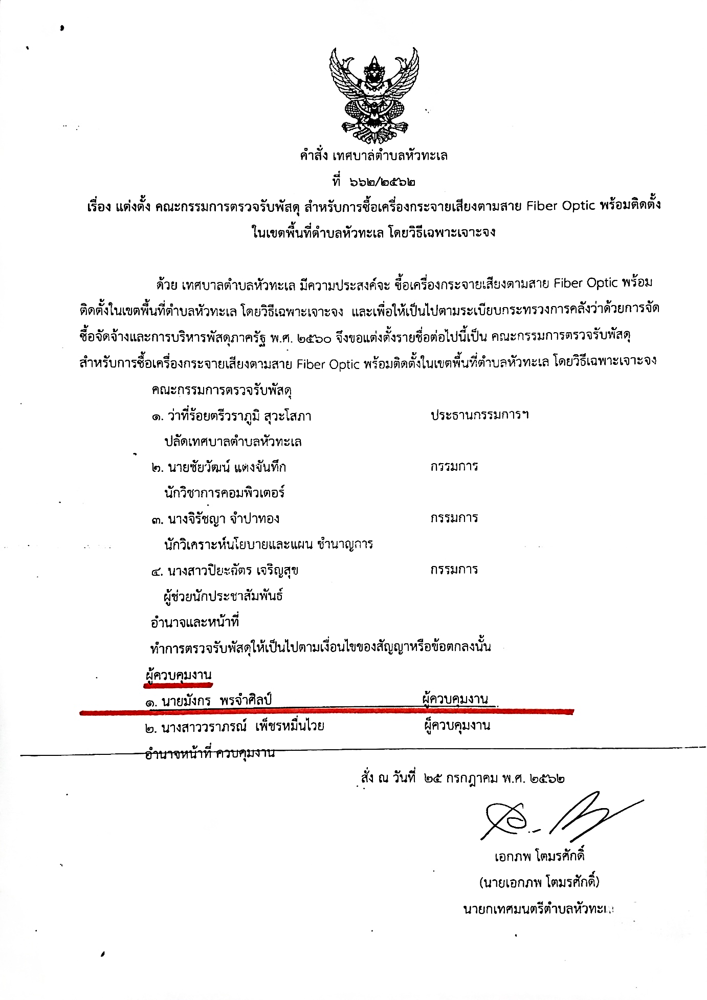 คำสั่ง เทศบาลตำบลหัวทะเล
ที่ ๖๖๒/๒๕๖๒
เรื่อง แต่งตั้ง คณะกรรมการตรวจรับพัสดุ สำหรับการซื้อเครื่องกระจายเสียงตามสาย Fiber Optic พร้อมติดตั้ง
ในเขตพื้นที่ตำบลหัวทะเล โดยวิธีเฉพาะเจาะจง
ด้วย เทศบาลตำบลหัวทะเล มีความประสงค์จะ ซื้อเครื่องกระจายเสียงตามสาย Fiber Optic พร้อม
ติดตั้งในเขตพื้นที่ตำบลหัวทะเล โดยวิธีเฉพาะเจาะจง และเพื่อให้เป็นไปตามระเบียบกระทรวงการคลังว่าด้วยการจัด
ซื้อจัดจ้างและการบริหารพัสดุภาครัฐ พ.ศ. ๒๕๖๐ จึงขอแต่งตั้งรายชื่อต่อไปนี้เป็น คณะกรรมการตรวจรับพัสดุ
สำหรับการซื้อเครื่องกระจายเสียงตามสาย Fiber Optic พร้อมติดตั้งในเขตพื้นที่ตำบลหัวทะเล โดยวิธีเฉพาะเจาะจง
คณะกรรมการตรวจรับพัสดุ
๑. ว่าที่ร้อยตรีวราภูมิ สุวะโสภา ประธานกรรมการฯ
ปลัดเทศบาลตำบลหัวทะเล
๒. นายชัยวัฒน์ แตงจันทึก กรรมการ
นักวิชาการคอมพิวเตอร์
๓. นางจิรัชญา จำปาทอง กรรมการ
นักวิเคราะห์นโยบายและแผน ชำนาญการ
๔. นางสาวปิยะฉัตร เจริญสุข กรรมการ
ผู้ช่วยนักประชาสัมพันธ์
อำนาจและหน้าที่
ทำการตรวจรับพัสดุให้เป็นไปตามเงื่อนไขของสัญญาหรือข้อตกลงนั้น
ผู้ควบคุมงาน
๑. นายมังกร พรจำศิลป์ ผู้ควบคุมงาน
๒. นางสาววราภรณ์ เพ็ชรหมื่นไวย ผู้ควบคุมงาน
อำนาจหน้าที่ ควบคุมงาน
สั่ง ณ วันที่ ๒๕ กรกฎาคม พ.ศ. ๒๕๖๒
เอกภพ โตมรศักดิ์
(นายเอกภพ โตมรศักดิ์)
นายกเทศมนตรีตำบลหัวทะเล